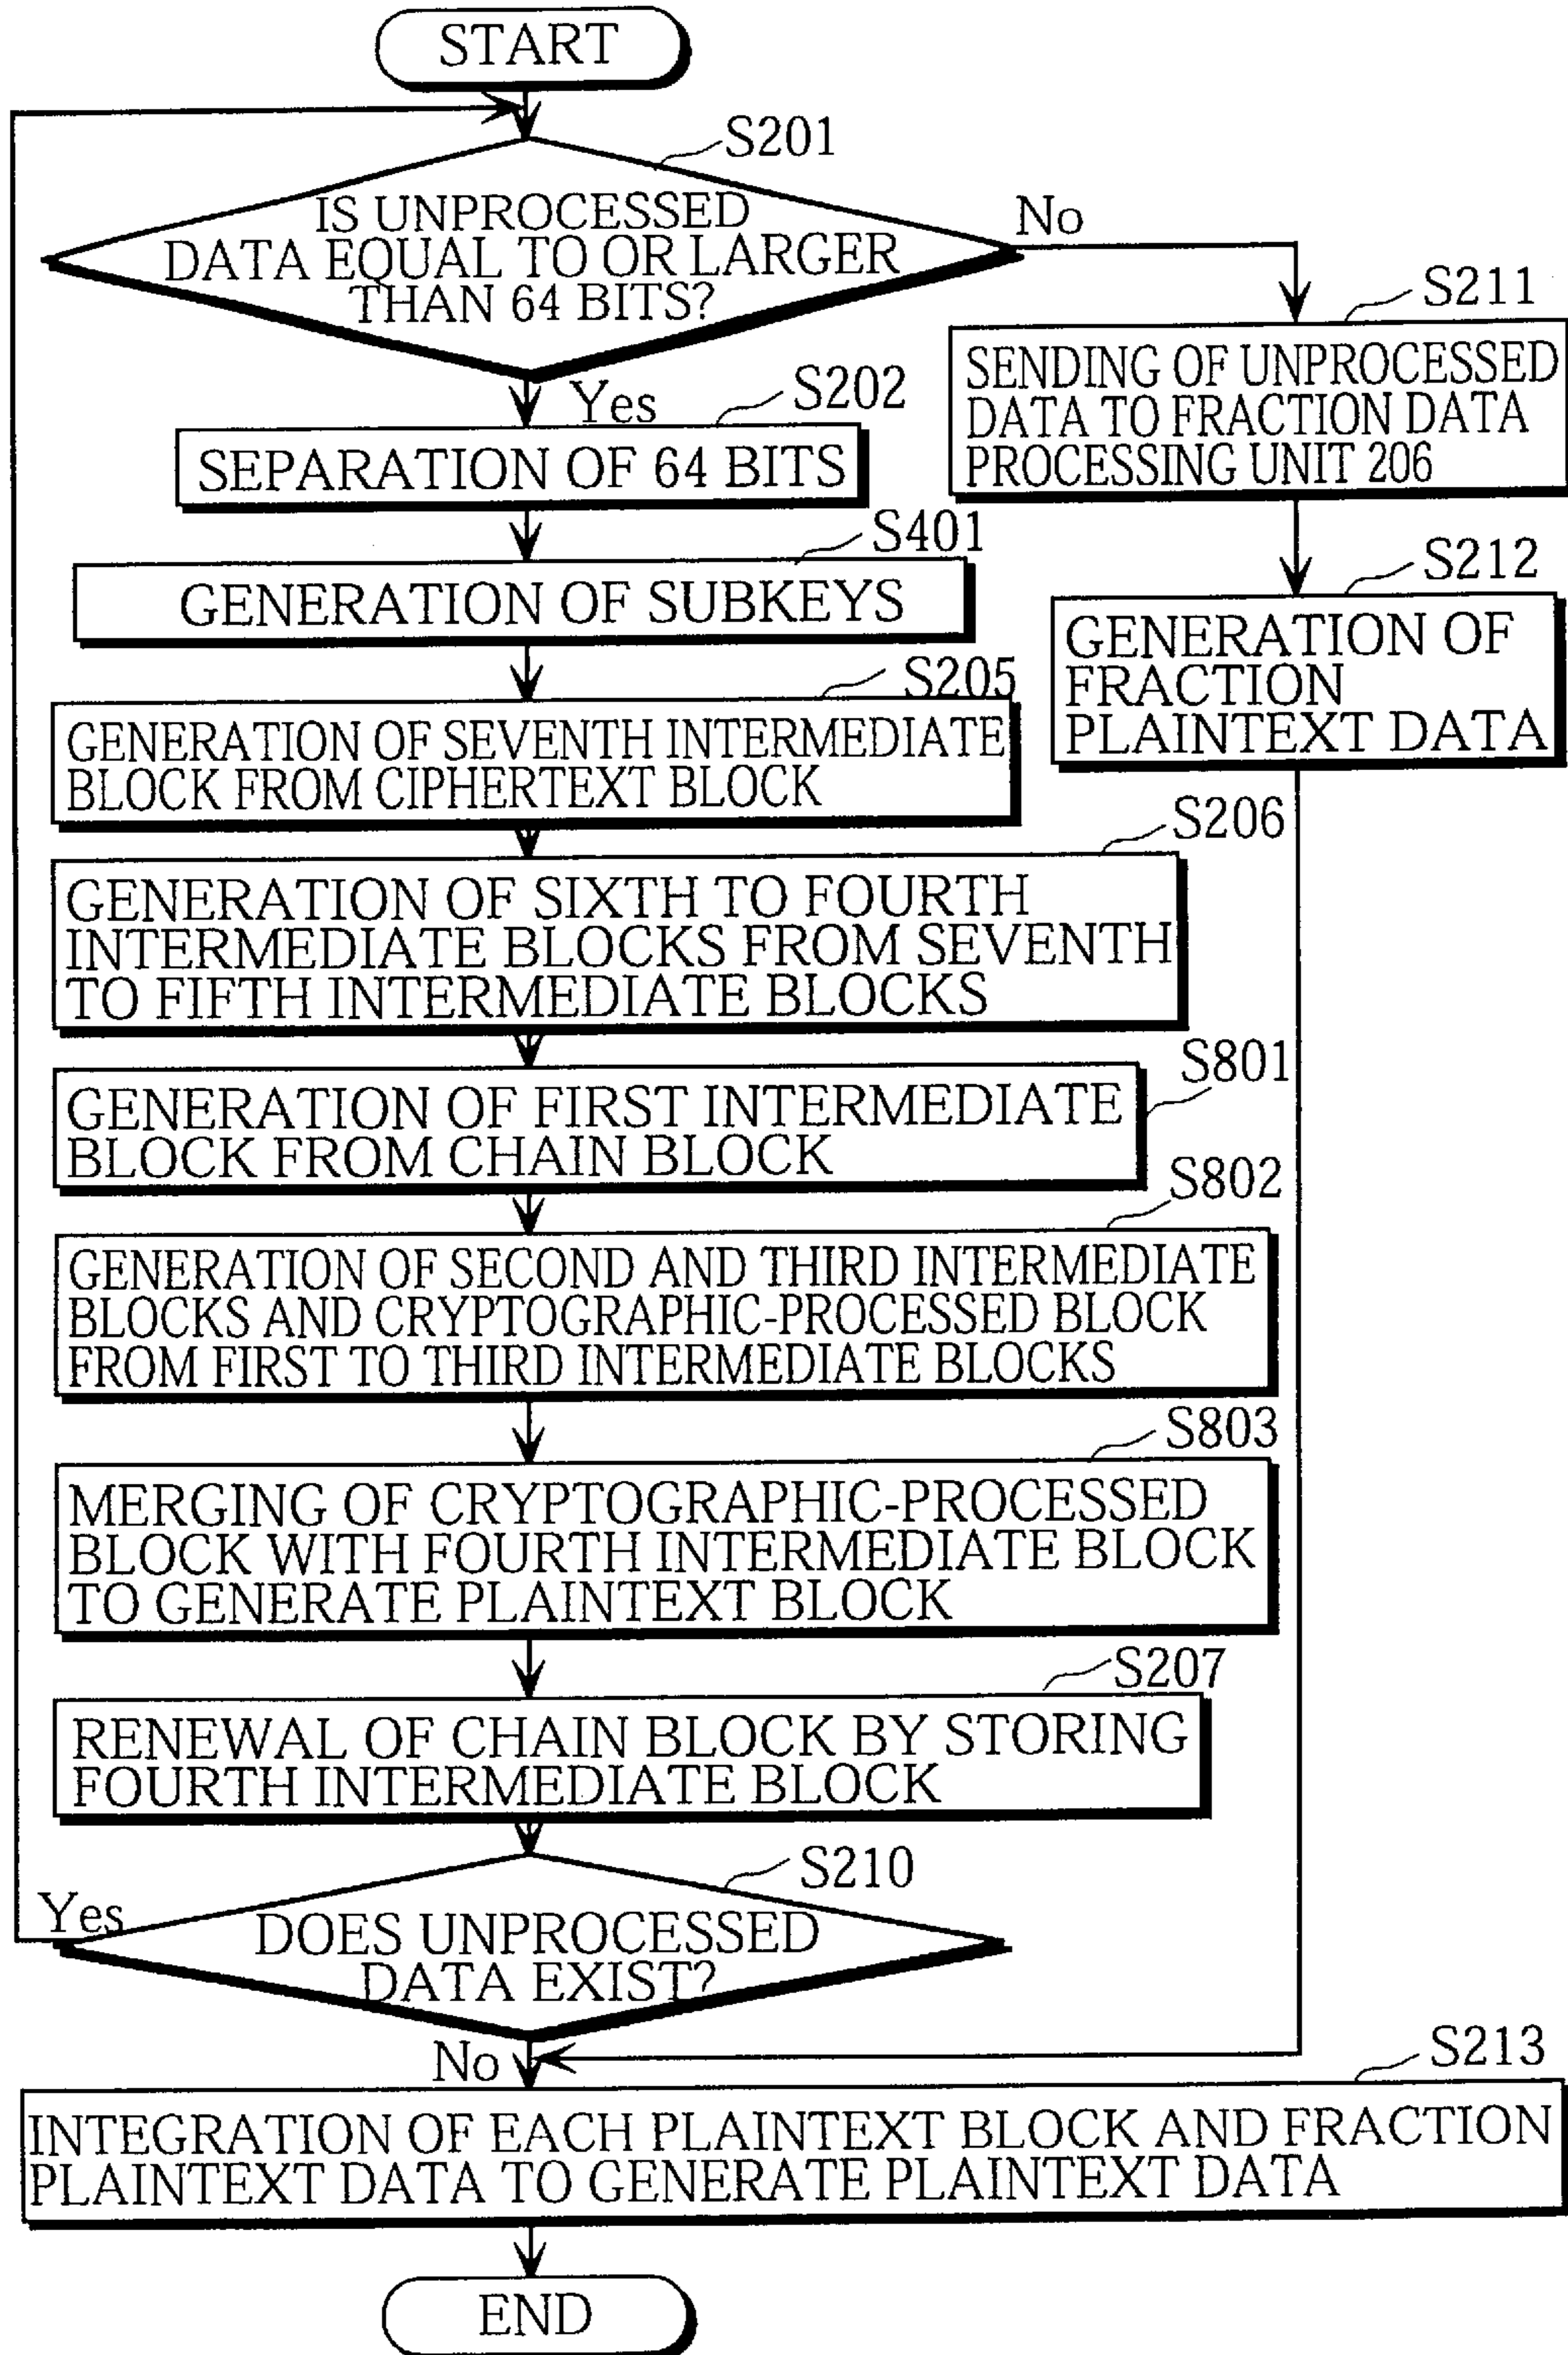 START
S201
IS UNPROCESSED
DATA EQUAL TO OR LARGER
THAN 64 BITS?
No
Yes
S202
SEPARATION OF 64 BITS
S401
GENERATION OF SUBKEYS
S205
GENERATION OF SEVENTH INTERMEDIATE
BLOCK FROM CIPHERTEXT BLOCK
S206
GENERATION OF SIXTH TO FOURTH
INTERMEDIATE BLOCKS FROM SEVENTH
TO FIFTH INTERMEDIATE BLOCKS
S801
GENERATION OF FIRST INTERMEDIATE
BLOCK FROM CHAIN BLOCK
S802
GENERATION OF SECOND AND THIRD INTERMEDIATE
BLOCKS AND CRYPTOGRAPHIC-PROCESSED BLOCK
FROM FIRST TO THIRD INTERMEDIATE BLOCKS
S803
MERGING OF CRYPTOGRAPHIC-PROCESSED
BLOCK WITH FOURTH INTERMEDIATE BLOCK
TO GENERATE PLAINTEXT BLOCK
S207
RENEWAL OF CHAIN BLOCK BY STORING
FOURTH INTERMEDIATE BLOCK
S210
Yes
DOES UNPROCESSED
DATA EXIST?
No
S211
SENDING OF UNPROCESSED
DATA TO FRACTION DATA
PROCESSING UNIT 206
S212
GENERATION OF
FRACTION
PLAINTEXT DATA
S213
INTEGRATION OF EACH PLAINTEXT BLOCK AND FRACTION
PLAINTEXT DATA TO GENERATE PLAINTEXT DATA
END